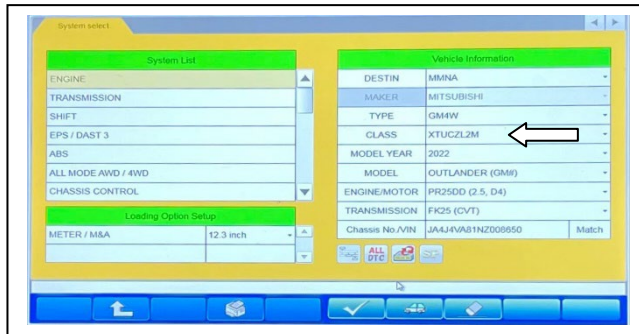 System select
System List
ENGINE
TRANSMISSION
SHIFT
EPS / DAST 3
ABS
ALL MODE AWD / 4WD
CHASSIS CONTROL
Loading Option Setup
METER / M&A 12.3 inch
Vehicle Information
DESTIN MMNA
MAKER MITSUBISHI
TYPE GM4W
CLASS XTUCZL2M
MODEL YEAR 2022
MODEL OUTLANDER (GM#)
ENGINE/MOTOR PR25DD (2.5, D4)
TRANSMISSION FK25 (CVT)
Chassis No./VIN JA4J4VA81NZ008650 Match
ALL
DTC